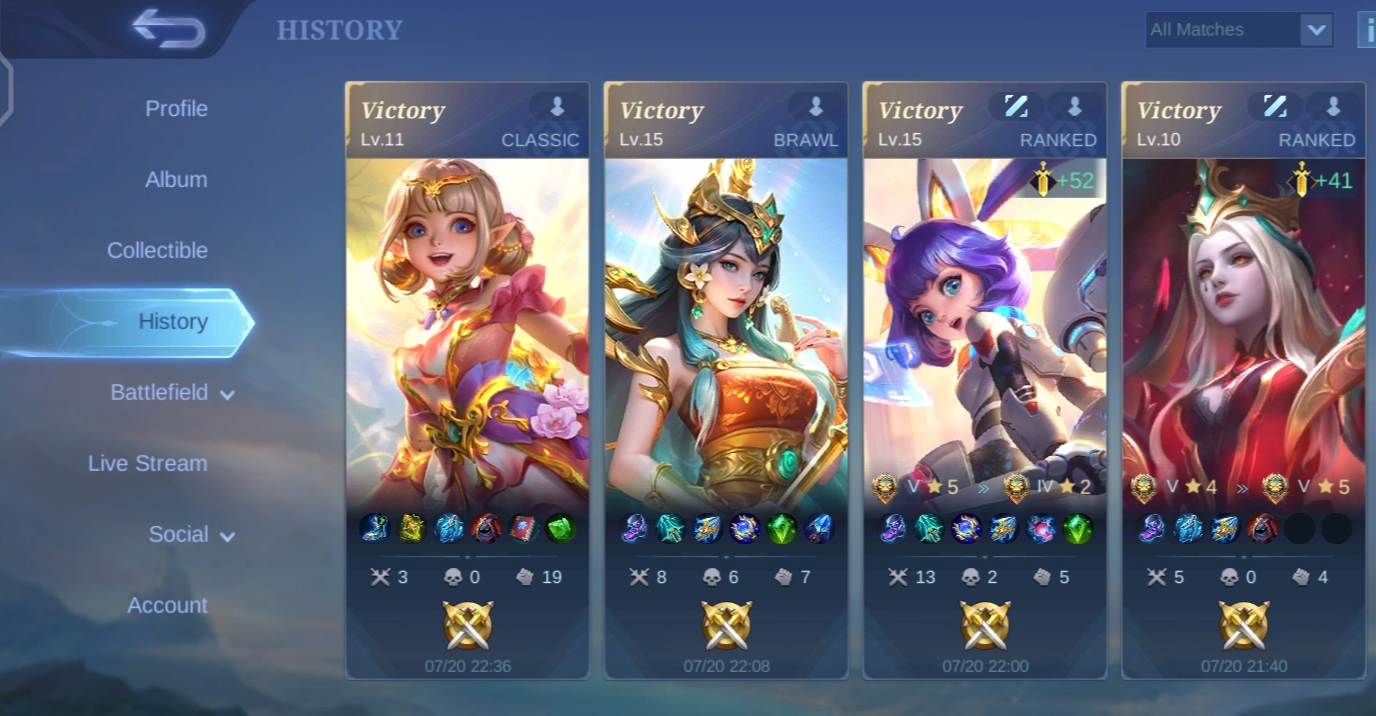 HISTORY
All Matches
Profile
Album
Collectible
History
Battlefield
Live Stream
Social
Account
Victory
Lv.11 CLASSIC
3 0 19
07/20 22:36
Victory
Lv.15 BRAWL
8 6 7
07/20 22:08
Victory
Lv.15 RANKED
+52
V 5 » IV 2
13 2 5
07/20 22:00
Victory
Lv.10 RANKED
+41
V 4 » V 5
5 0 4
07/20 21:40